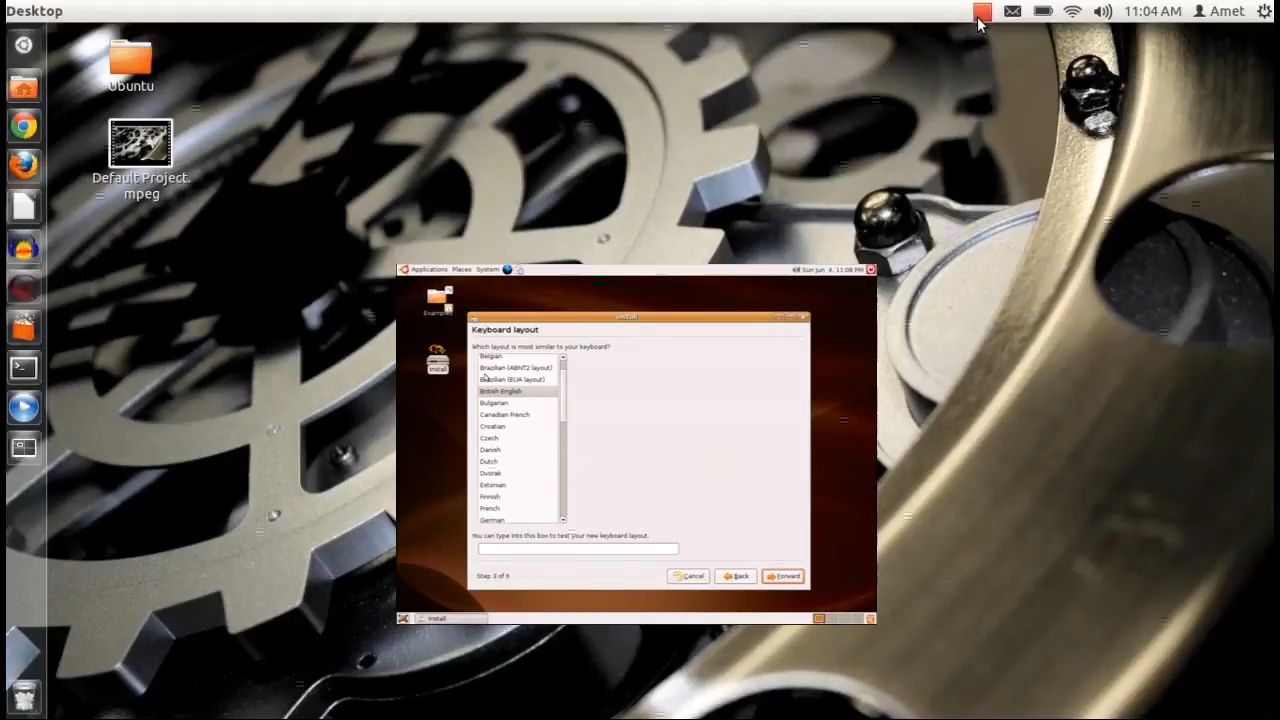 Desktop
11:04 AM
Amet
Ubuntu
Default Project.
mpeg
Applications Places System
Sun Jun 4, 11:08 PM
Install
Keyboard layout
Which layout is most similar to your keyboard?
Belgian
Brazilian (ABNT2 layout)
Brazilian (EUA layout)
British English
Bulgarian
Canadian French
Croatian
Czech
Danish
Dutch
Dvorak
Estonian
Finnish
French
German
You can type into this box to test your new keyboard layout.
Step 3 of 6
Cancel
Back
Forward
Examples
Install
Install